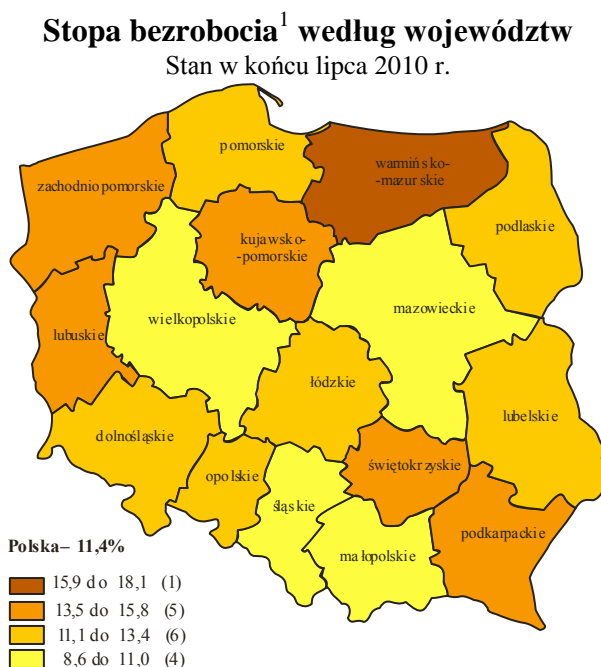 Stopa bezrobocia¹ według województw
Stan w końcu lipca 2010 r.
pomorskie
warmińsko-
-mazurskie
zachodniopomorskie
podlaskie
kujawsko-
-pomorskie
mazowieckie
wielkopolskie
lubuskie
łódzkie
lubelskie
dolnośląskie
świętokrzyskie
opolskie
śląskie
podkarpackie
małopolskie
Polska– 11,4%
15,9 do 18,1 (1)
13,5 do 15,8 (5)
11,1 do 13,4 (6)
8,6 do 11,0 (4)